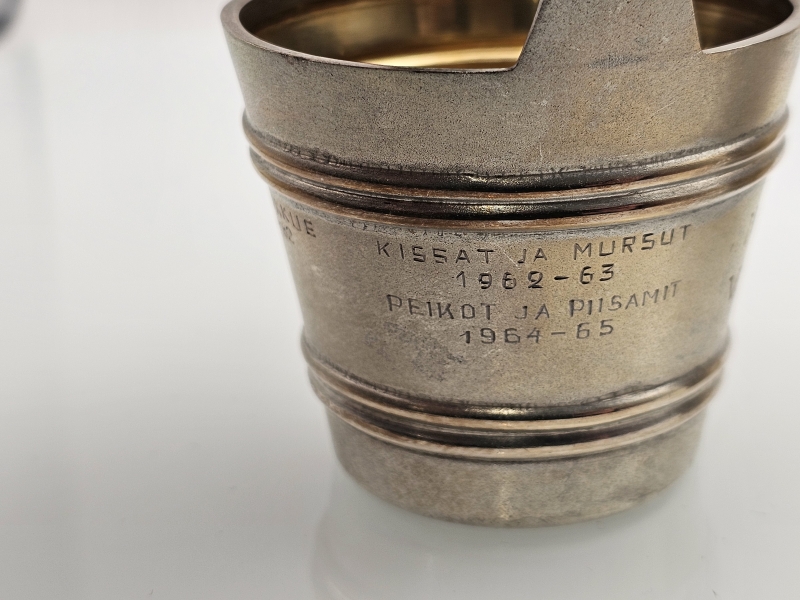 KISSAT JA MURSUT
1962-63
PEIKOT JA PIISAMIT
1964-65